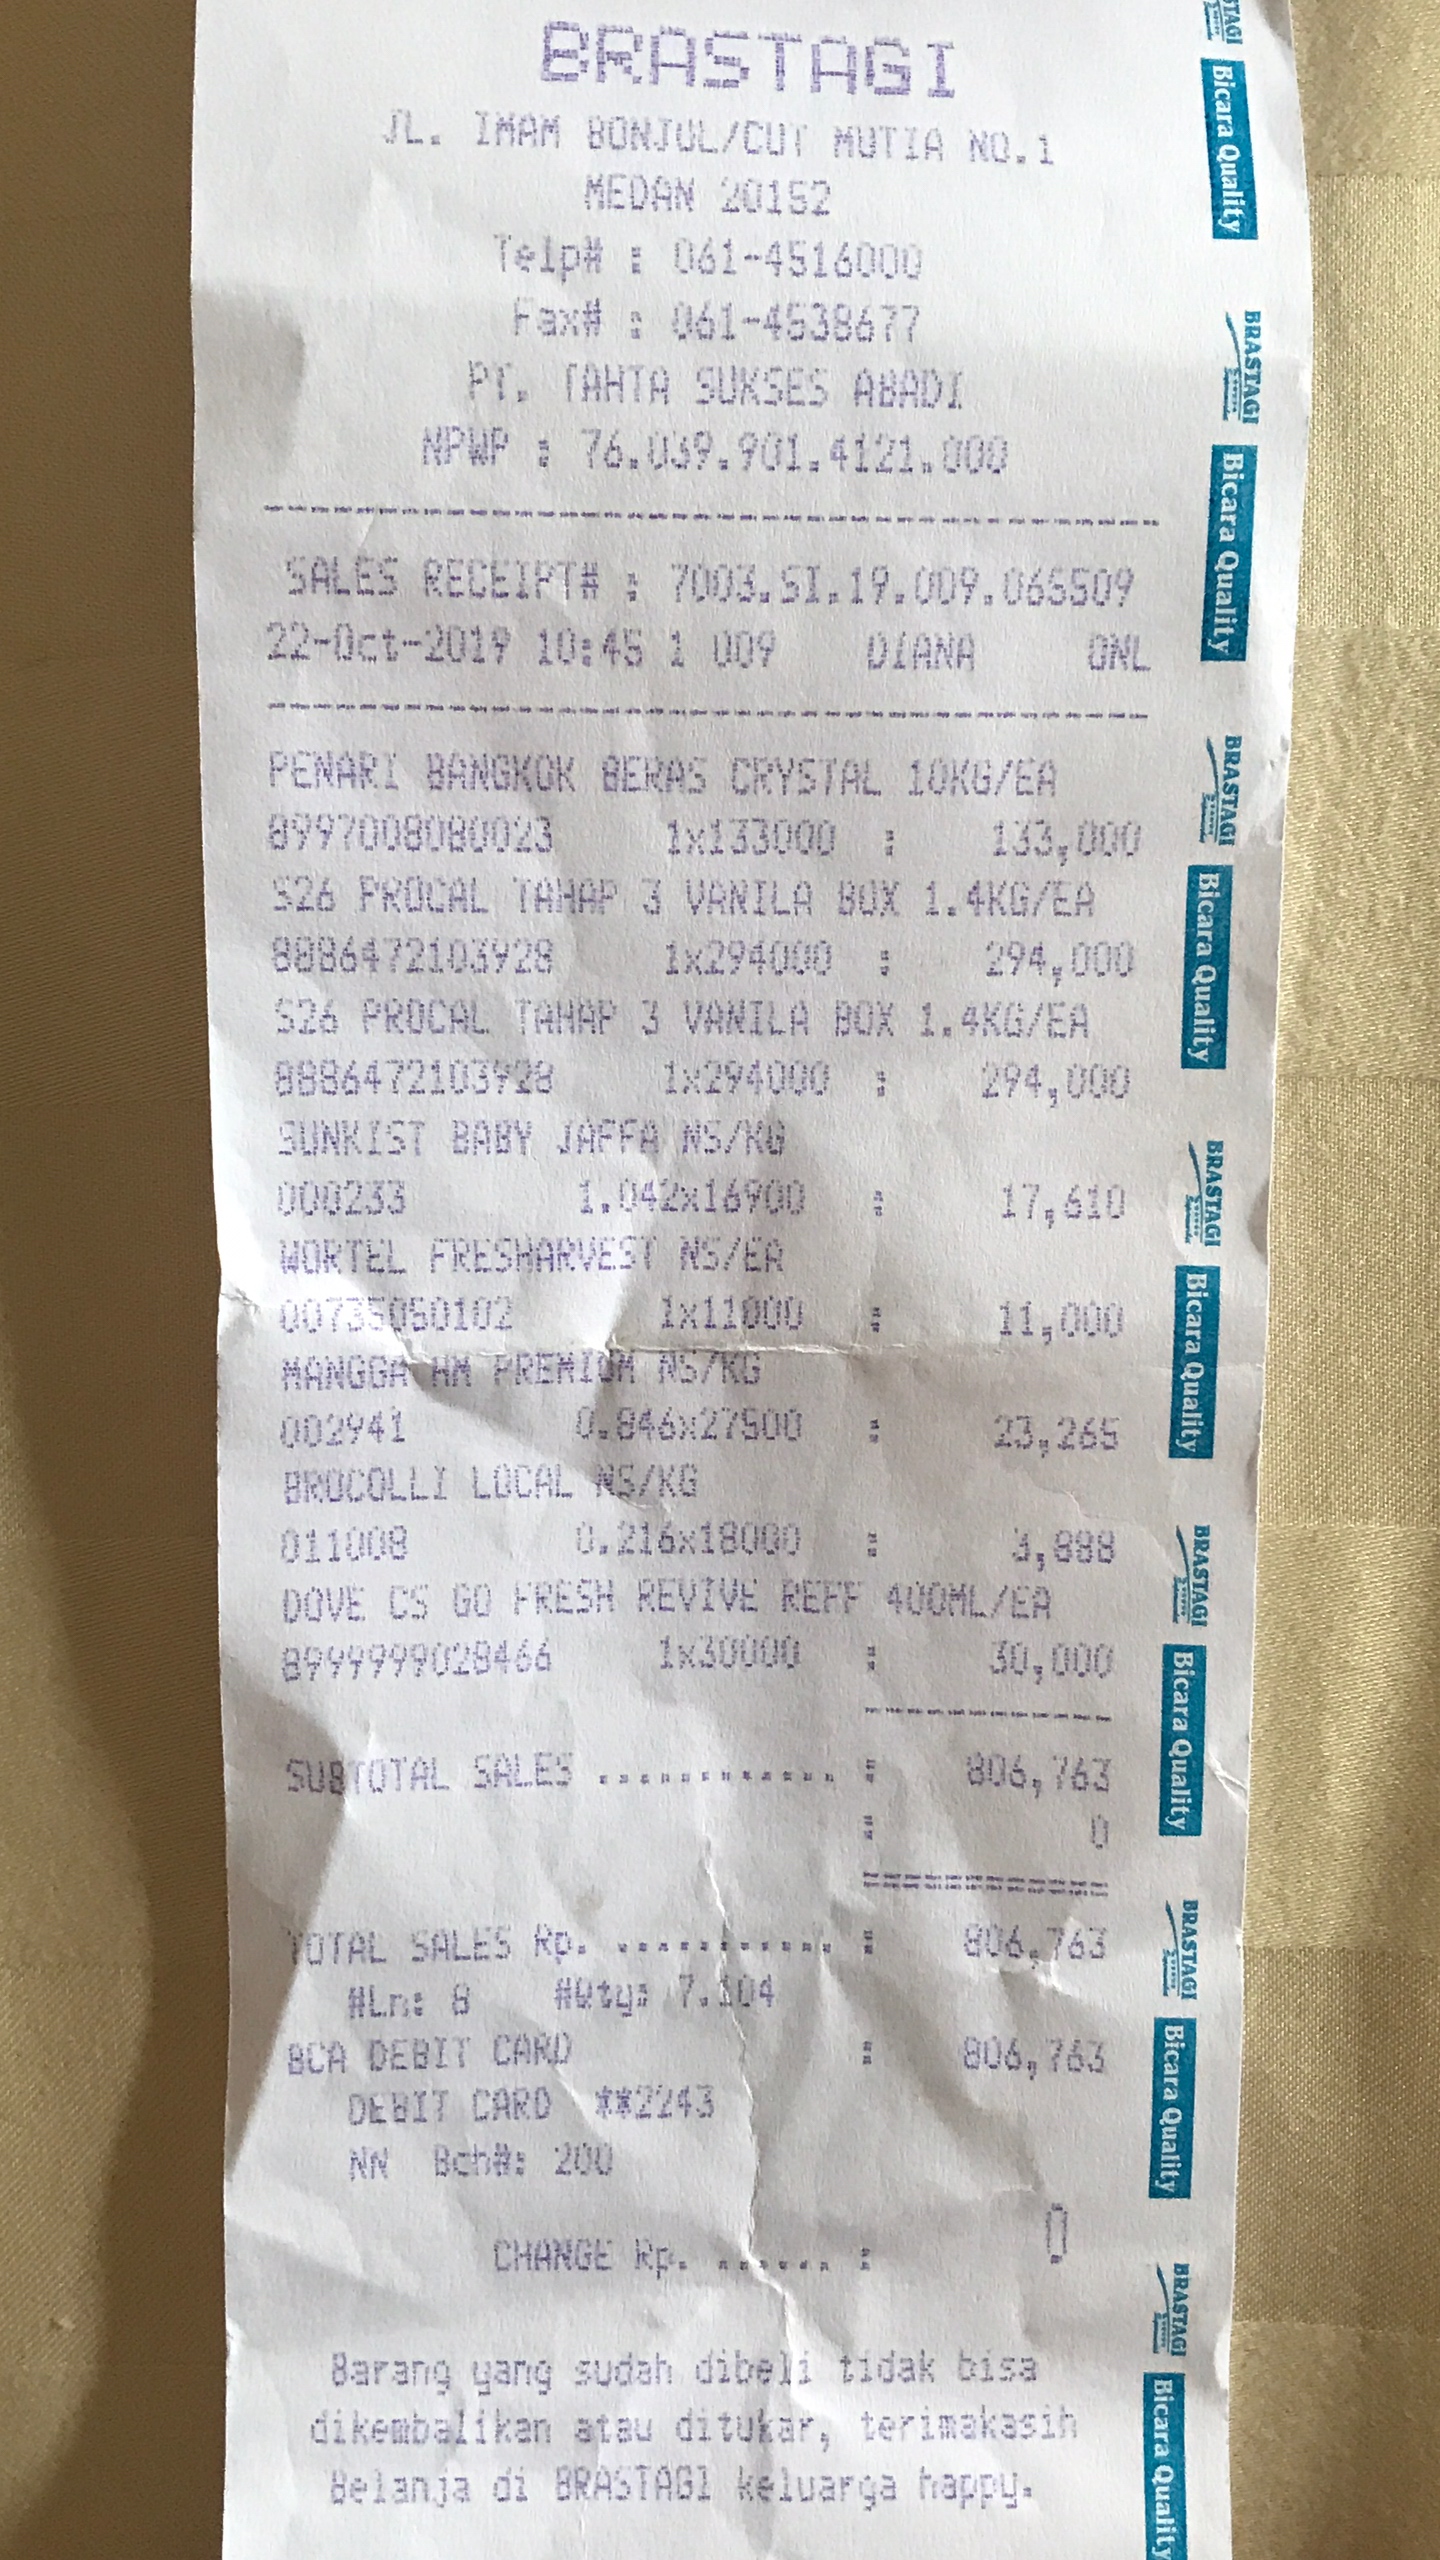 BRASTAGI
JL. IMAM BONJOL/CUT MUTIA NO.1
MEDAN 20152
Telp# : 061-4516000
Fax# : 061-4538677
PT. TAHTA SUKSES ABADI
NPWP : 76.039.901.4121.000
SALES RECEIPT# : 7003.SI.19.009.065509
22-Oct-2019 10:45 1 009 DIANA ONL
PENARI BANGKOK BERAS CRYSTAL 10KG/EA
8997008080023 1x133000 : 133,000
S26 PROCAL TAHAP 3 VANILA BOX 1.4KG/EA
8886472103928 1x294000 : 294,000
S26 PROCAL TAHAP 3 VANILA BOX 1.4KG/EA
8886472103928 1x294000 : 294,000
SUNKIST BABY JAFFA NS/KG
000233 1.042x16900 : 17,610
WORTEL FRESHARVEST NS/EA
00735050102 1x11000 : 11,000
MANGGA HM PREMIUM NS/KG
002941 0.846x27500 : 23,265
BROCOLLI LOCAL NS/KG
011008 0.216x18000 : 3,888
DOVE CS GO FRESH REVIVE REFF 400ML/EA
8999999028466 1x30000 : 30,000
SUBTOTAL SALES ............ : 806,763
: 0
TOTAL SALES Rp. ........... : 806,763
#Ln: 8 #Qty: 7.104
BCA DEBIT CARD : 806,763
DEBIT CARD **2243
NN Bch#: 200
CHANGE Rp. ...... : 0
Barang yang sudah dibeli tidak bisa
dikembalikan atau ditukar, terimakasih
Belanja di BRASTAGI keluarga happy.
Bicara Quality
BRASTAGI
Bicara Quality
BRASTAGI
Bicara Quality
BRASTAGI
Bicara Quality
BRASTAGI
Bicara Quality
BRASTAGI
Bicara Quality
BRASTAGI
Bicara Quality